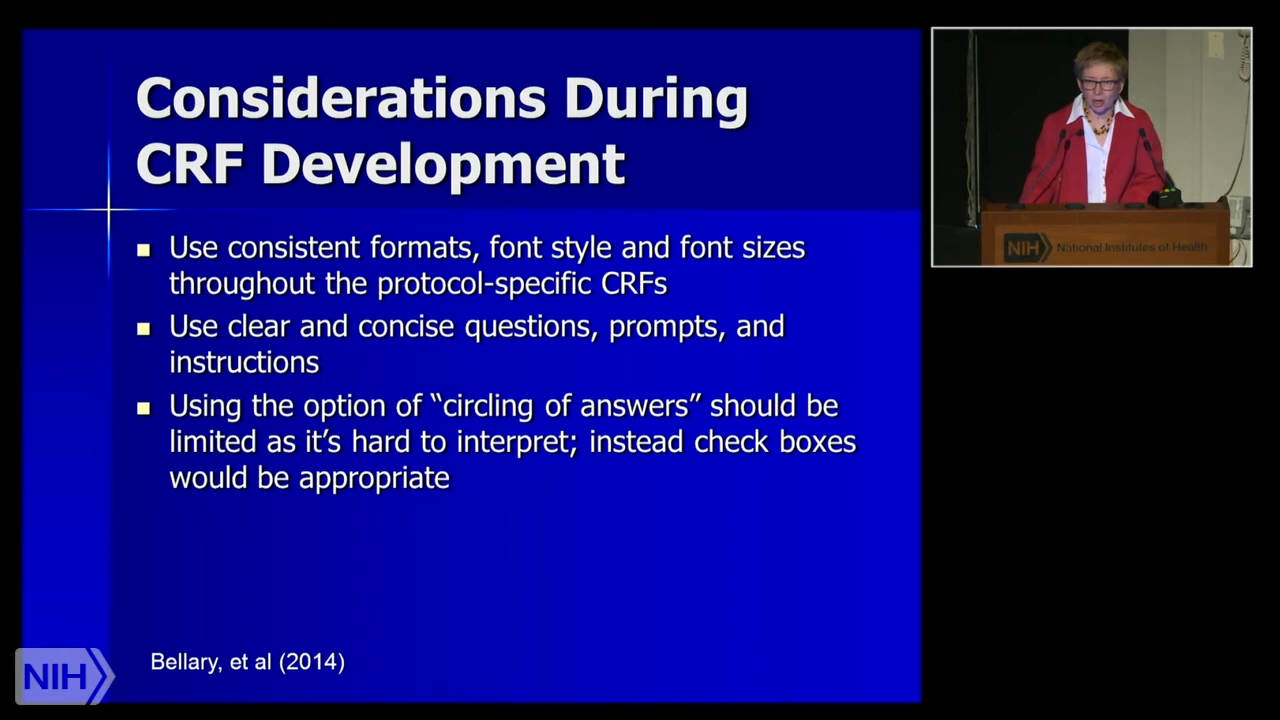 Considerations During
CRF Development
Use consistent formats, font style and font sizes
throughout the protocol-specific CRFs
Use clear and concise questions, prompts, and
instructions
Using the option of “circling of answers” should be
limited as it’s hard to interpret; instead check boxes
would be appropriate
Bellary, et al (2014)
NIH
NIH National Institutes of Health